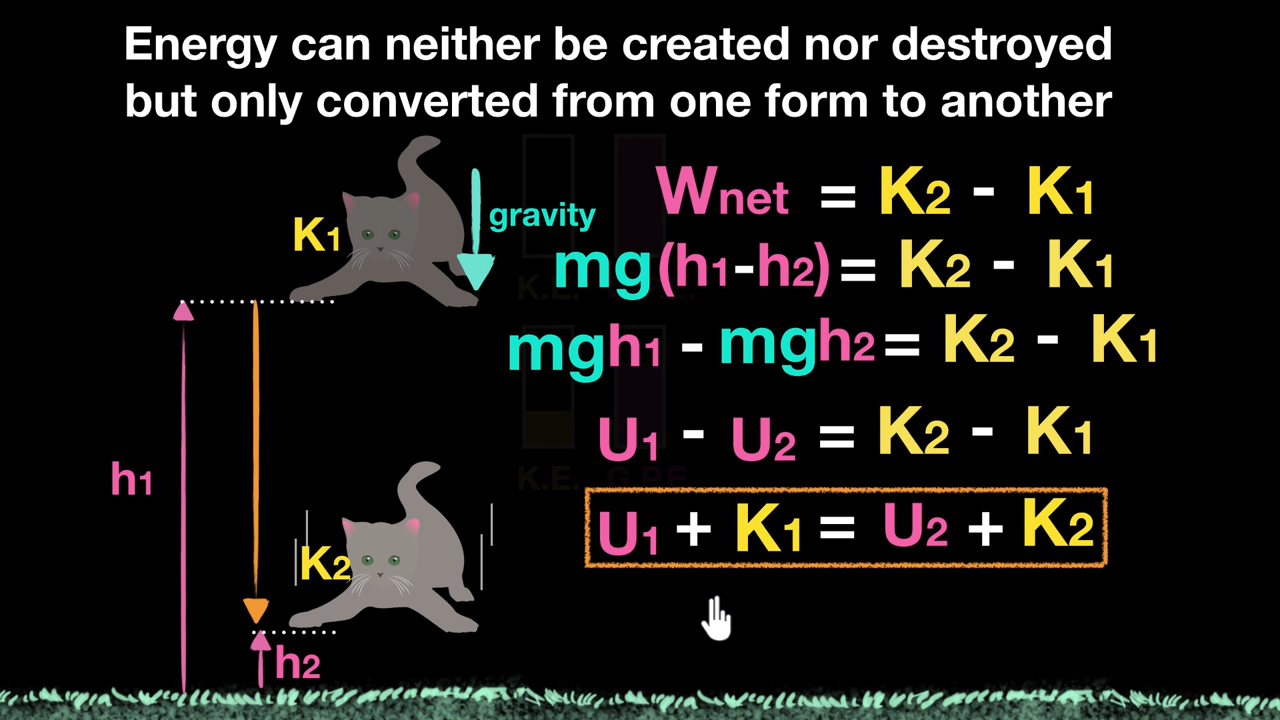 Energy can neither be created nor destroyed
but only converted from one form to another
K1
gravity
Wnet = K2 - K1
mg(h1-h2) = K2 - K1
mgh1 - mgh2 = K2 - K1
U1 - U2 = K2 - K1
U1 + K1 = U2 + K2
h1
K2
h2
K.E.
K.E.
G.P.E.